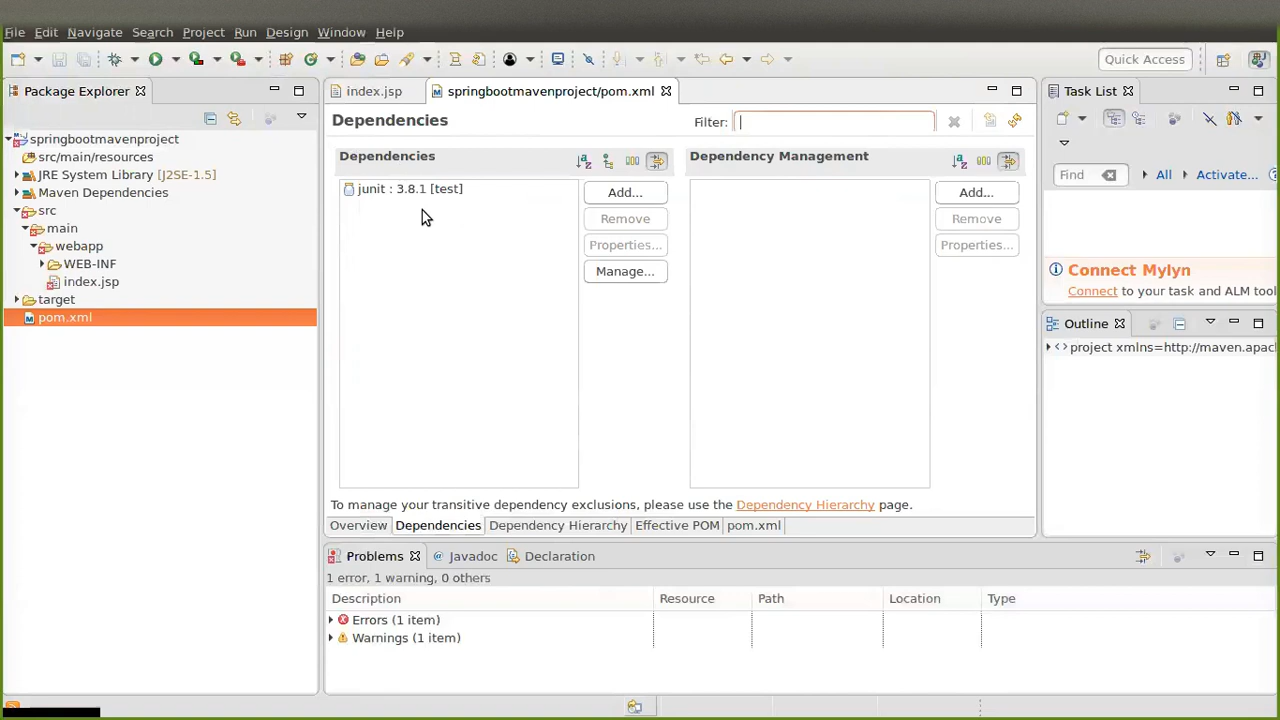 File Edit Navigate Search Project Run Design Window Help
Quick Access
Package Explorer
springbootmavenproject
src/main/resources
JRE System Library [J2SE-1.5]
Maven Dependencies
src
main
webapp
WEB-INF
index.jsp
target
pom.xml
index.jsp
springbootmavenproject/pom.xml
Dependencies
Filter:
Dependencies
junit : 3.8.1 [test]
Add...
Remove
Properties...
Manage...
Dependency Management
Add...
Remove
Properties...
To manage your transitive dependency exclusions, please use the Dependency Hierarchy page.
Overview Dependencies Dependency Hierarchy Effective POM pom.xml
Problems Javadoc Declaration
1 error, 1 warning, 0 others
Description Resource Path Location Type
Errors (1 item)
Warnings (1 item)
Task List
Find All Activate...
Connect Mylyn
Connect to your task and ALM tool
Outline
project xmlns=http://maven.apac